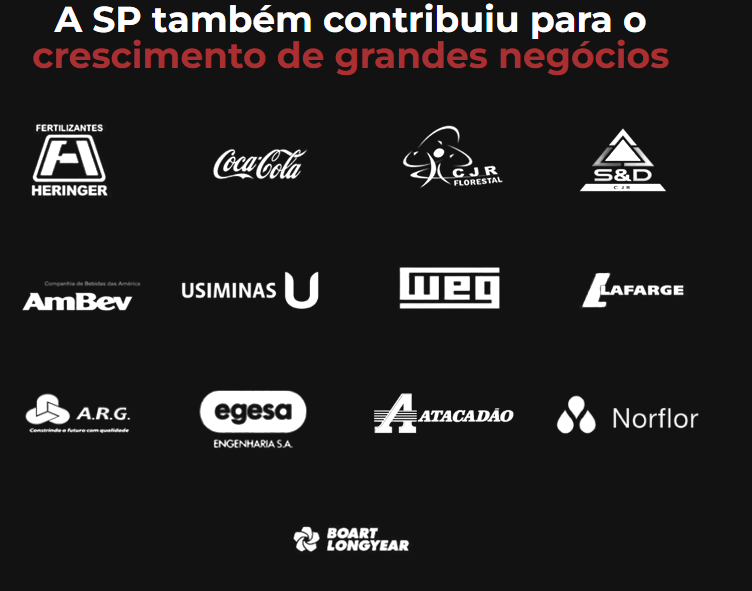 A SP também contribuiu para o
crescimento de grandes negócios
FERTILIZANTES
HERINGER
Coca-Cola
CJR
FLORESTAL
S&D
CJR
Companhia de Bebidas das Américas
AmBev
USIMINAS
WEG
LAFARGE
A.R.G.
Construindo o futuro com qualidade
egesa
ENGENHARIA S.A.
ATACADÃO
Norflor
BOART
LONGYEAR